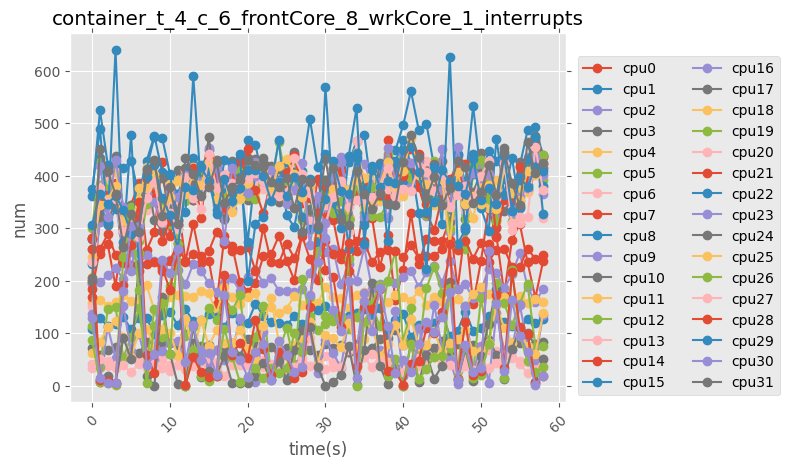 container_t_4_c_6_frontCore_8_wrkCore_1_interrupts
num
600
500
400
300
200
100
0
0
10
20
30
40
50
60
time(s)
cpu0
cpu1
cpu2
cpu3
cpu4
cpu5
cpu6
cpu7
cpu8
cpu9
cpu10
cpu11
cpu12
cpu13
cpu14
cpu15
cpu16
cpu17
cpu18
cpu19
cpu20
cpu21
cpu22
cpu23
cpu24
cpu25
cpu26
cpu27
cpu28
cpu29
cpu30
cpu31